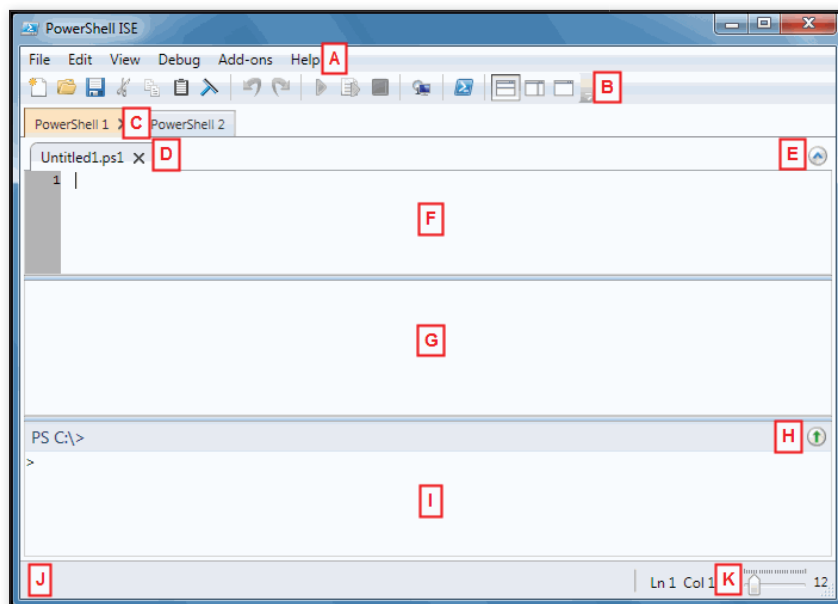 PowerShell ISE
File Edit View Debug Add-ons Help A
B
PowerShell 1 C PowerShell 2
Untitled1.ps1 D E
1
F
G
PS C:\> H
>
I
J Ln 1 Col 1 K 12